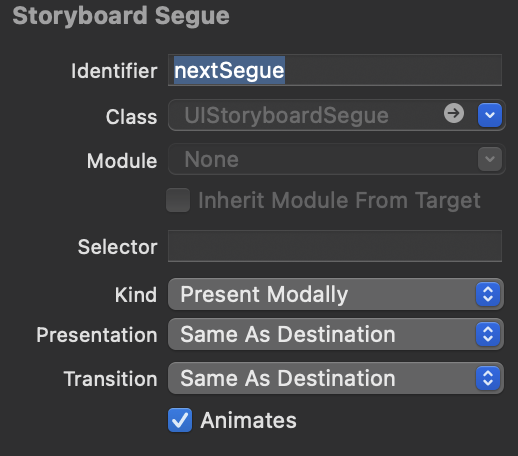 Storyboard Segue
Identifier nextSegue
Class UIStoryboardSegue
Module None
Inherit Module From Target
Selector
Kind Present Modally
Presentation Same As Destination
Transition Same As Destination
Animates